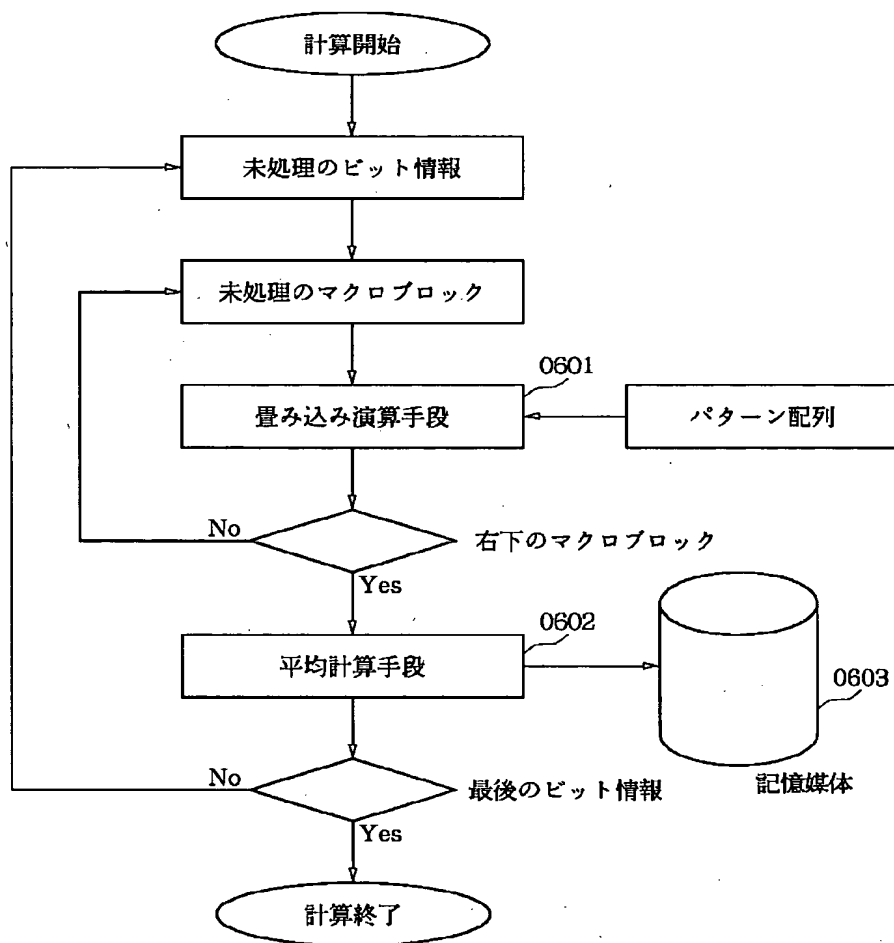 計算開始
未処理のビット情報
未処理のマクロブロック
0601
畳み込み演算手段
パターン配列
No
右下のマクロブロック
Yes
0602
平均計算手段
0603
記憶媒体
No
最後のビット情報
Yes
計算終了